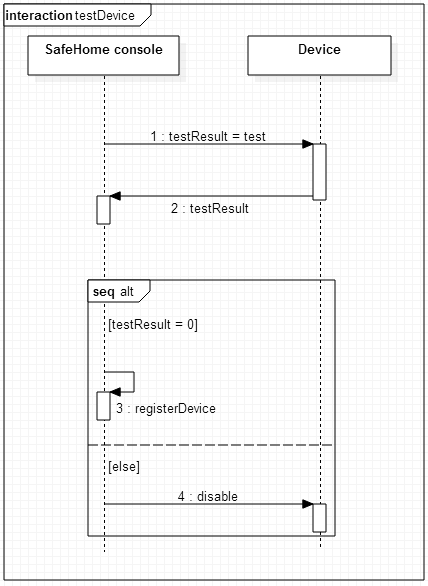 interaction testDevice
SafeHome console
Device
1 : testResult = test
2 : testResult
seq alt
[testResult = 0]
3 : registerDevice
[else]
4 : disable